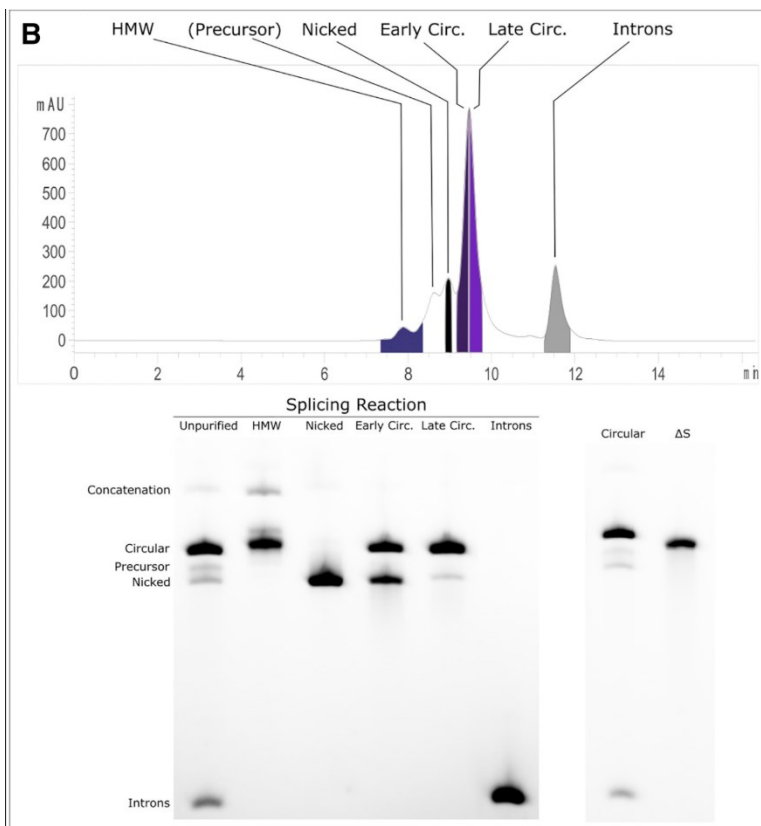 B
HMW (Precursor) Nicked Early Circ. Late Circ. Introns
mAU
700
600
500
400
300
200
100
0
0 2 4 6 8 10 12 14 min
Splicing Reaction
Unpurified HMW Nicked Early Circ. Late Circ. Introns
Circular ΔS
Concatenation
Circular
Precursor
Nicked
Introns